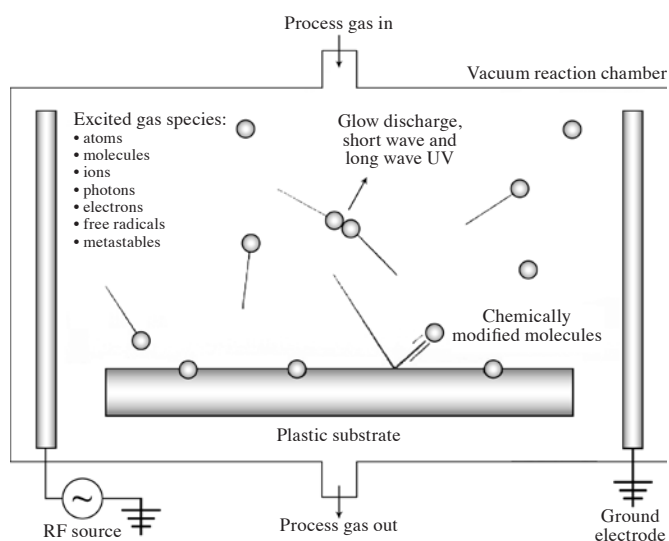 Process gas in
Vacuum reaction chamber
Excited gas species:
• atoms
• molecules
• ions
• photons
• electrons
• free radicals
• metastables
Glow discharge,
short wave and
long wave UV
Chemically
modified molecules
Plastic substrate
RF source
Process gas out
Ground
electrode